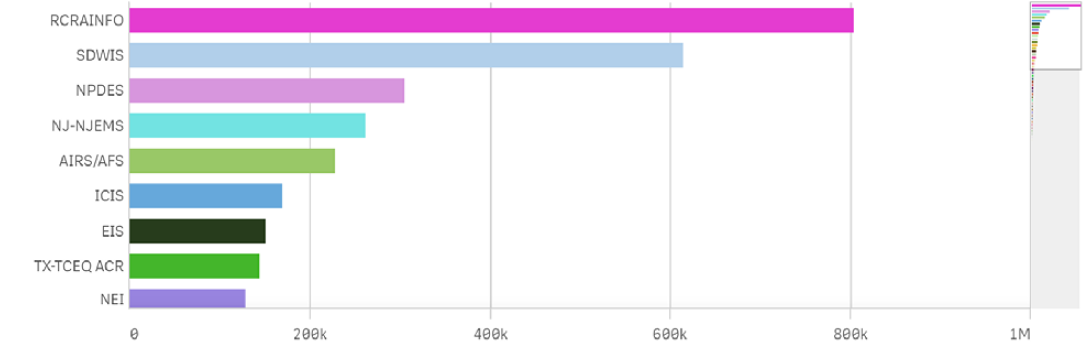 RCRAINFO
SDWIS
NPDES
NJ-NJEMS
AIRS/AFS
ICIS
EIS
TX-TCEQ ACR
NEI
0 200k 400k 600k 800k 1M